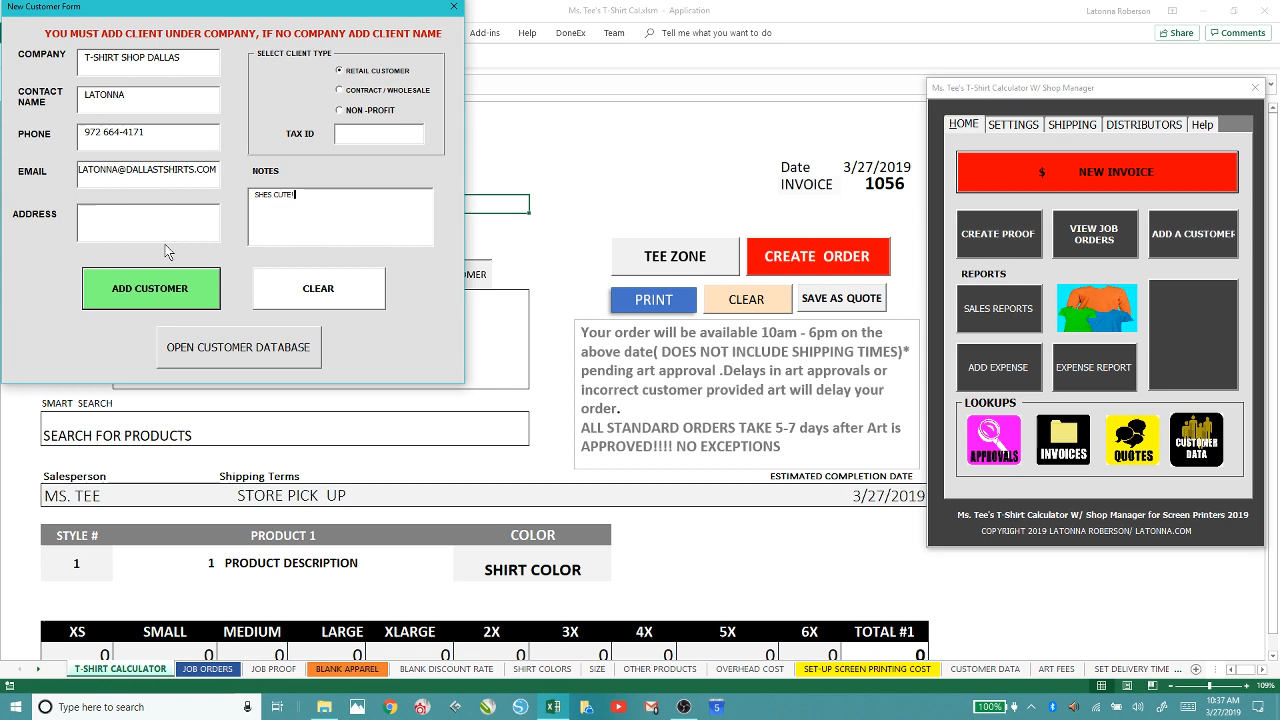 New Customer Form
YOU MUST ADD CLIENT UNDER COMPANY, IF NO COMPANY ADD CLIENT NAME
COMPANY
T-SHIRT SHOP DALLAS
CONTACT NAME
LATONNA
PHONE
972 664-4171
EMAIL
LATONNA@DALLASTSHIRTS.COM
ADDRESS
SELECT CLIENT TYPE
RETAIL CUSTOMER
CONTRACT / WHOLESALE
NON -PROFIT
TAX ID
NOTES
SHES CUTE!
ADD CUSTOMER
CLEAR
OPEN CUSTOMER DATABASE
Ms. Tee's T-Shirt Cal.xlsm - Application
Latonna Roberson
Add-ins Help DoneEx Team Tell me what you want to do
Share Comments
Date 3/27/2019
INVOICE 1056
OMER
TEE ZONE
CREATE ORDER
PRINT
CLEAR
SAVE AS QUOTE
Your order will be available 10am - 6pm on the
above date( DOES NOT INCLUDE SHIPPING TIMES)*
pending art approval .Delays in art approvals or
incorrect customer provided art will delay your
order.
ALL STANDARD ORDERS TAKE 5-7 days after Art is
APPROVED!!!! NO EXCEPTIONS
SMART SEARCH
SEARCH FOR PRODUCTS
Salesperson Shipping Terms ESTIMATED COMPLETION DATE
MS. TEE STORE PICK UP 3/27/2019
STYLE # PRODUCT 1 COLOR
1 1 PRODUCT DESCRIPTION SHIRT COLOR
XS SMALL MEDIUM LARGE XLARGE 2X 3X 4X 5X 6X TOTAL #1
0 0 0 0 0 0 0 0 0 0 0
Ms. Tee's T-Shirt Calculator W/ Shop Manager
HOME SETTINGS SHIPPING DISTRIBUTORS Help
$ NEW INVOICE
CREATE PROOF
VIEW JOB ORDERS
ADD A CUSTOMER
REPORTS
SALES REPORTS
ADD EXPENSE
EXPENSE REPORT
LOOKUPS
APPROVALS
INVOICES
QUOTES
CUSTOMER DATA
Ms. Tee's T-Shirt Calculator W/ Shop Manager for Screen Printers 2019
COPYRIGHT 2019 LATONNA ROBERSON/ LATONNA.COM
T-SHIRT CALCULATOR JOB ORDERS JOB PROOF BLANK APPAREL BLANK DISCOUNT RATE SHIRT COLORS SIZE OTHER PRODUCTS OVERHEAD COST SET-UP SCREEN PRINTING COST CUSTOMER DATA ART FEES SET DELIVERY TIME ...
109%
Type here to search
100%
10:37 AM
3/27/2019